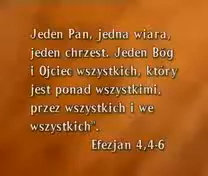 Jeden Pan, jedna wiara,
jeden chrzest. Jeden Bóg
i Ojciec wszystkich, który
jest ponad wszystkimi,
przez wszystkich i we
wszystkich".
Efezjan 4,4-6